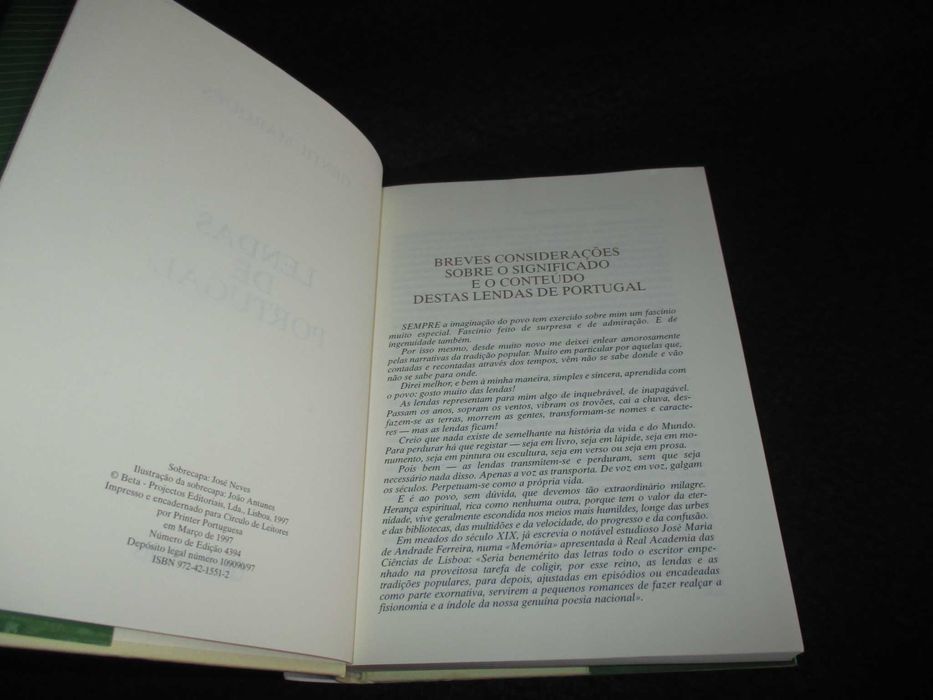 GENTIL MARQUES
LENDAS
DE
PORTUGAL
Sobrecapa: José Neves
Ilustração da sobrecapa: João Antunes
© Beta - Projectos Editoriais, Lda., Lisboa, 1997
Impresso e encadernado para Círculo de Leitores
por Printer Portuguesa
em Março de 1997
Número de Edição 4394
Depósito legal número 109090/97
ISBN 972-42-1551-2
BREVES CONSIDERAÇÕES
SOBRE O SIGNIFICADO
E O CONTEÚDO
DESTAS LENDAS DE PORTUGAL
SEMPRE a imaginação do povo tem exercido sobre mim um fascínio
muito especial. Fascínio feito de surpresa e de admiração. E de
ingenuidade também.
Por isso mesmo, desde muito novo me deixei enlear amorosamente
pelas narrativas da tradição popular. Muito em particular por aquelas que,
contadas e recontadas através dos tempos, vêm não se sabe donde e vão
não se sabe para onde.
Direi melhor, e bem à minha maneira, simples e sincera, aprendida com
o povo: gosto muito das lendas!
As lendas representam para mim algo de inquebrável, de inapagável.
Passam os anos, sopram os ventos, vibram os trovões, cai a chuva, des-
fazem-se as terras, morrem as gentes, transformam-se nomes e caracte-
res — mas as lendas ficam!
Creio que nada existe de semelhante na história da vida e do Mundo.
Para perdurar há que registar — seja em livro, seja em lápide, seja em mo-
numento, seja em pintura ou escultura, seja em verso ou seja em prosa.
Pois bem — as lendas transmitem-se e perduram, sem que seja
necessário nada disso. Apenas a voz as transporta. De voz em voz, galgam
os séculos. Perpetuam-se como a própria vida.
E é ao povo, sem dúvida, que devemos tão extraordinário milagre.
Herança espiritual, rica como nenhuma outra, porque tem o valor da eter-
nidade, vive geralmente escondida nos meios mais humildes, longe das urbes
e das bibliotecas, das multidões e da velocidade, do progresso e da confusão.
Em meados do século XIX, já escrevia o notável estudioso José Maria
de Andrade Ferreira, numa «Memória» apresentada à Real Academia das
Ciências de Lisboa: «Seria benemérito das letras todo o escritor empe-
nhado na proveitosa tarefa de coligir, por esse reino, as lendas e as
tradições populares, para depois, ajustadas em episódios ou encadeadas
como parte exornativa, servirem a pequenos romances de fazer realçar a
fisionomia e a índole da nossa genuína poesia nacional».